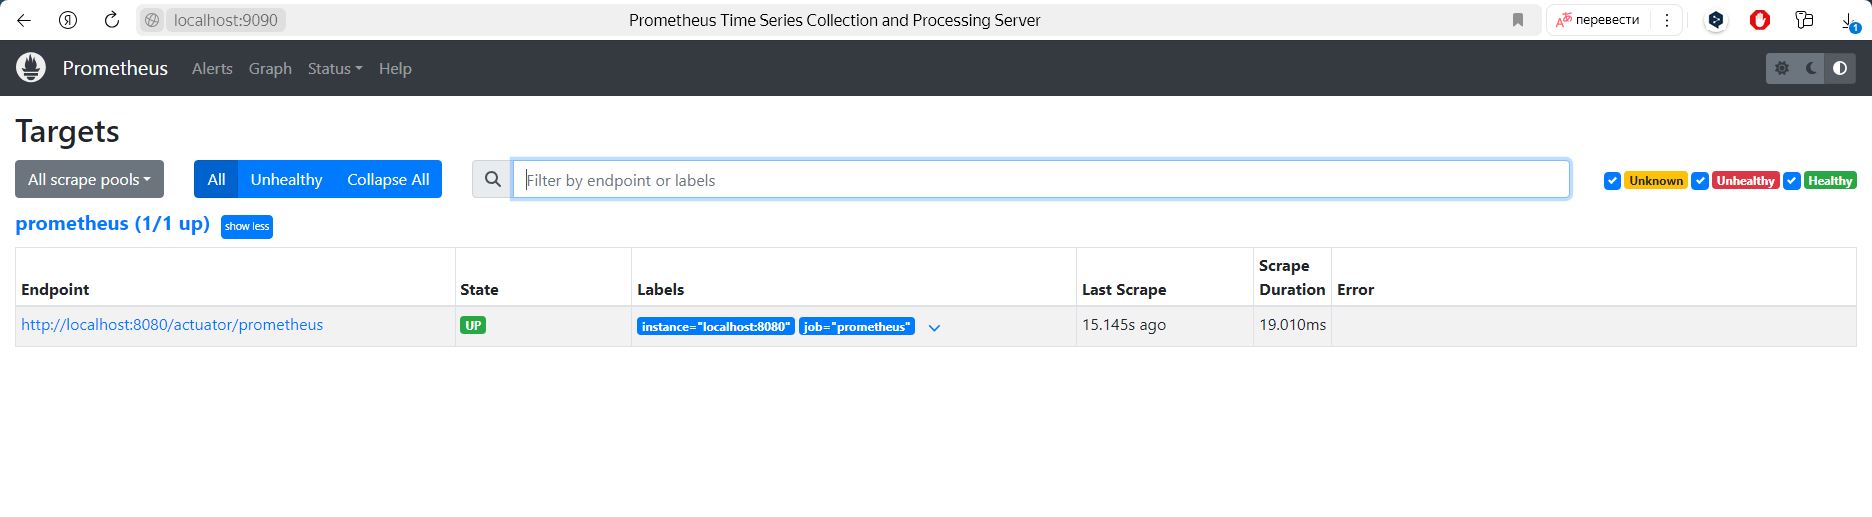 localhost:9090 Prometheus Time Series Collection and Processing Server перевести 1
Prometheus Alerts Graph Status Help
Targets
All scrape pools All Unhealthy Collapse All Filter by endpoint or labels Unknown Unhealthy Healthy
prometheus (1/1 up) show less
Endpoint State Labels Last Scrape Scrape Duration Error
http://localhost:8080/actuator/prometheus UP instance="localhost:8080" job="prometheus" 15.145s ago 19.010ms